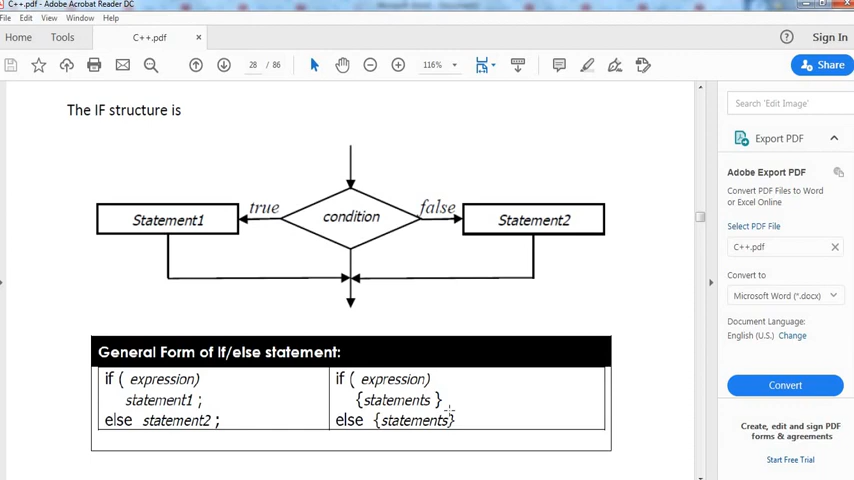 C++.pdf - Adobe Acrobat Reader DC
File Edit View Window Help
Home Tools C++.pdf × Sign In
28 / 86 116% Share
The IF structure is
Search 'Edit Image'
Export PDF
Adobe Export PDF
Convert PDF Files to Word
or Excel Online
Select PDF File
C++.pdf
Convert to
Microsoft Word (*.docx)
Document Language:
English (U.S.) Change
Convert
Create, edit and sign PDF
forms & agreements
Start Free Trial
true condition false
Statement1 Statement2
General Form of If/else statement:
if ( expression)
statement1 ;
else statement2 ;
if ( expression)
{statements }
else {statements}